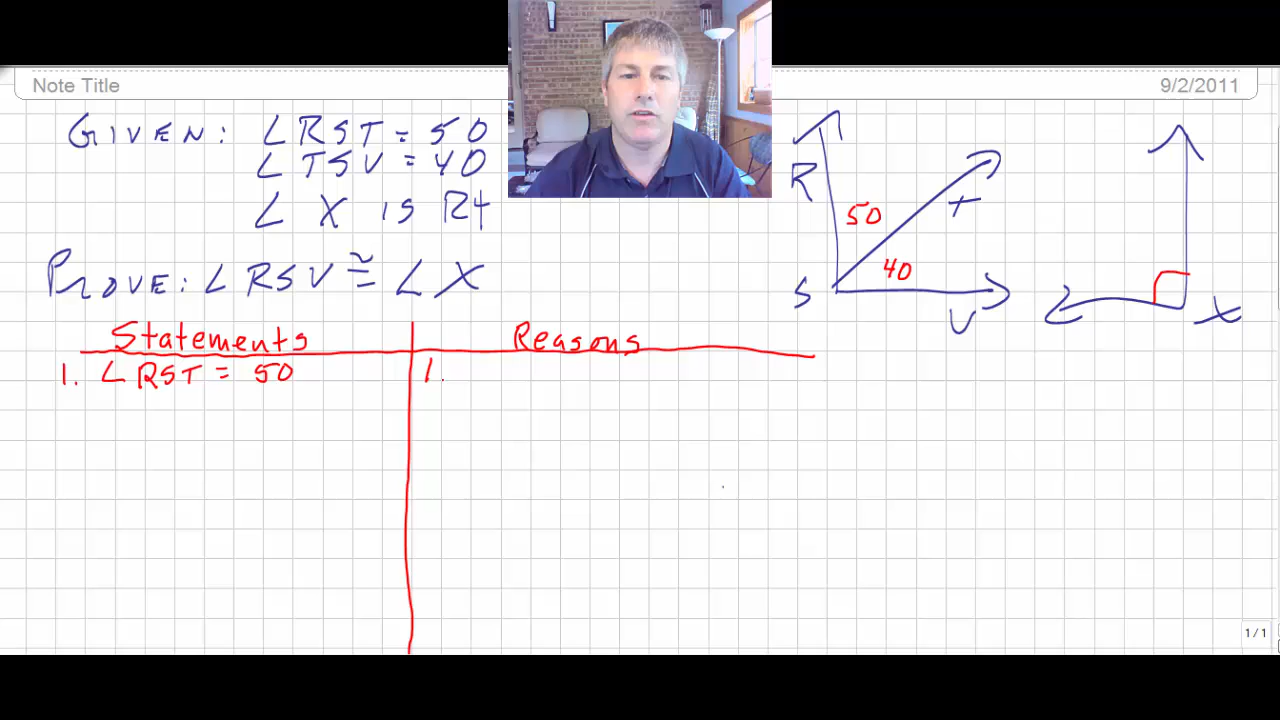 Note Title
9/2/2011
GIVEN: ∠ RST = 50
∠ TSV = 40
∠ X is Rt
PROVE: ∠ RSV ≅ ∠ X
R
50
T
40
S
V
X
Statements
Reasons
1. ∠ RST = 50
1.
1 / 1